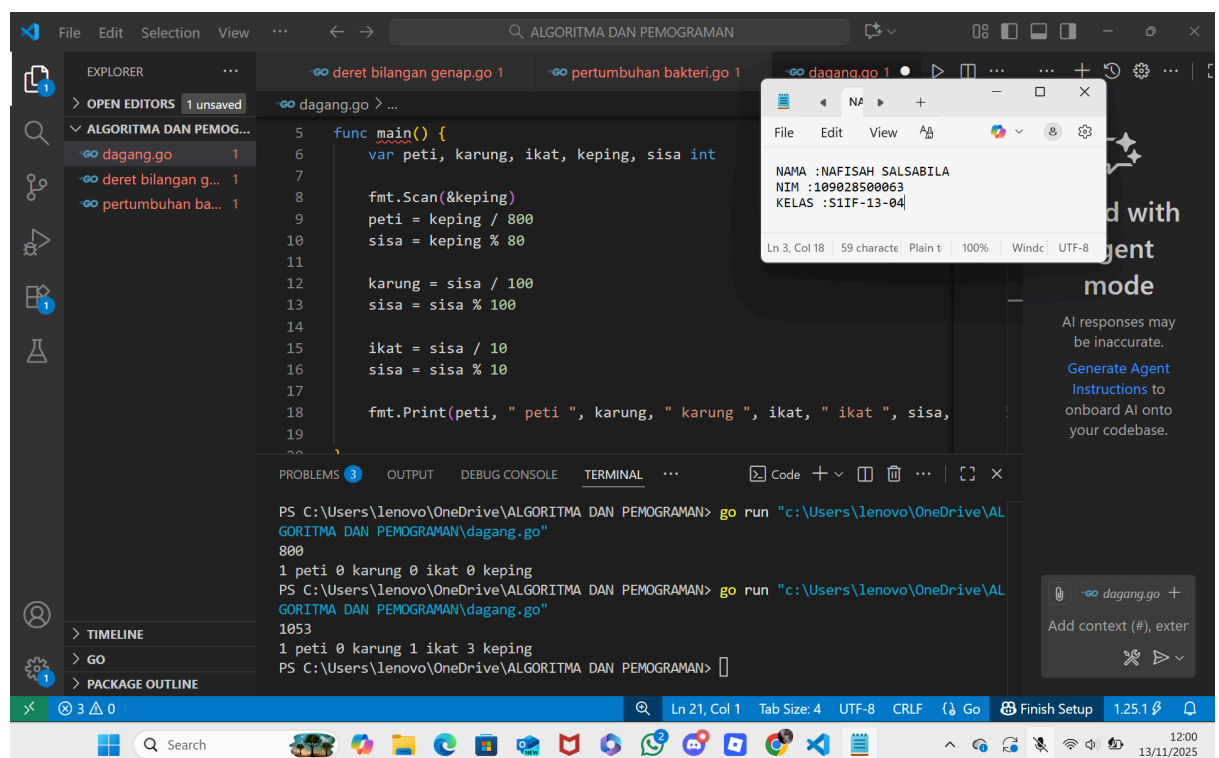 File Edit Selection View ··· ALGORITMA DAN PEMOGRAMAN
EXPLORER ···
OPEN EDITORS 1 unsaved
ALGORITMA DAN PEMOG...
dagang.go 1
deret bilangan g... 1
pertumbuhan ba... 1
TIMELINE
GO
PACKAGE OUTLINE
deret bilangan genap.go 1 pertumbuhan bakteri.go 1 dagang.go 1
dagang.go > ...
5 func main() {
6 var peti, karung, ikat, keping, sisa int
7
8 fmt.Scan(&keping)
9 peti = keping / 800
10 sisa = keping % 80
11
12 karung = sisa / 100
13 sisa = sisa % 100
14
15 ikat = sisa / 10
16 sisa = sisa % 10
17
18 fmt.Print(peti, " peti ", karung, " karung ", ikat, " ikat ", sisa,
19
20 }
NA
File Edit View
NAMA :NAFISAH SALSABILA
NIM :109028500063
KELAS :S1IF-13-04
Ln 3, Col 18 59 characte Plain t 100% Windc UTF-8
d with
gent
mode
AI responses may
be inaccurate.
Generate Agent
Instructions to
onboard AI onto
your codebase.
dagang.go +
Add context (#), exter
PROBLEMS 3 OUTPUT DEBUG CONSOLE TERMINAL ··· Code
PS C:\Users\lenovo\OneDrive\ALGORITMA DAN PEMOGRAMAN> go run "c:\Users\lenovo\OneDrive\AL
GORITMA DAN PEMOGRAMAN\dagang.go"
800
1 peti 0 karung 0 ikat 0 keping
PS C:\Users\lenovo\OneDrive\ALGORITMA DAN PEMOGRAMAN> go run "c:\Users\lenovo\OneDrive\AL
GORITMA DAN PEMOGRAMAN\dagang.go"
1053
1 peti 0 karung 1 ikat 3 keping
PS C:\Users\lenovo\OneDrive\ALGORITMA DAN PEMOGRAMAN>
3 0 Ln 21, Col 1 Tab Size: 4 UTF-8 CRLF Go Finish Setup 1.25.1
Search
12:00
13/11/2025